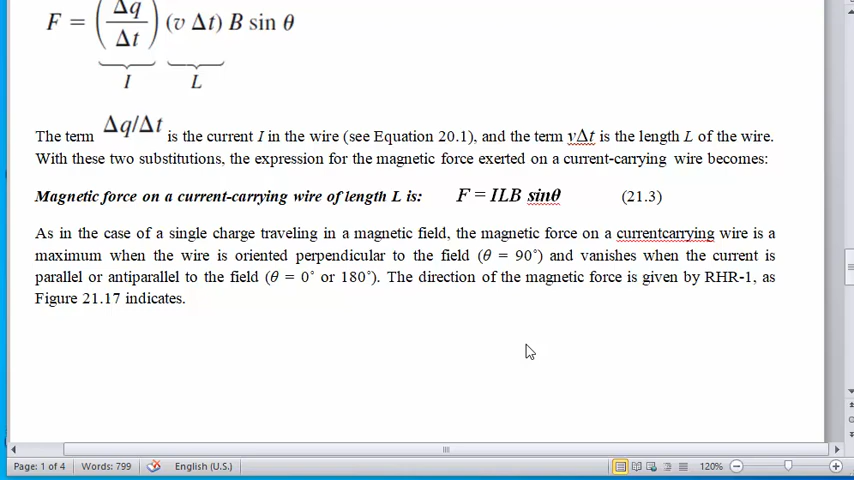 F = (Δq/Δt) (v Δt) B sin θ
I L
The term Δq/Δt is the current I in the wire (see Equation 20.1), and the term vΔt is the length L of the wire.
With these two substitutions, the expression for the magnetic force exerted on a current-carrying wire becomes:
Magnetic force on a current-carrying wire of length L is: F = ILB sinθ (21.3)
As in the case of a single charge traveling in a magnetic field, the magnetic force on a currentcarrying wire is a
maximum when the wire is oriented perpendicular to the field (θ = 90°) and vanishes when the current is
parallel or antiparallel to the field (θ = 0° or 180°). The direction of the magnetic force is given by RHR-1, as
Figure 21.17 indicates.
Page: 1 of 4 Words: 799 English (U.S.) 120%